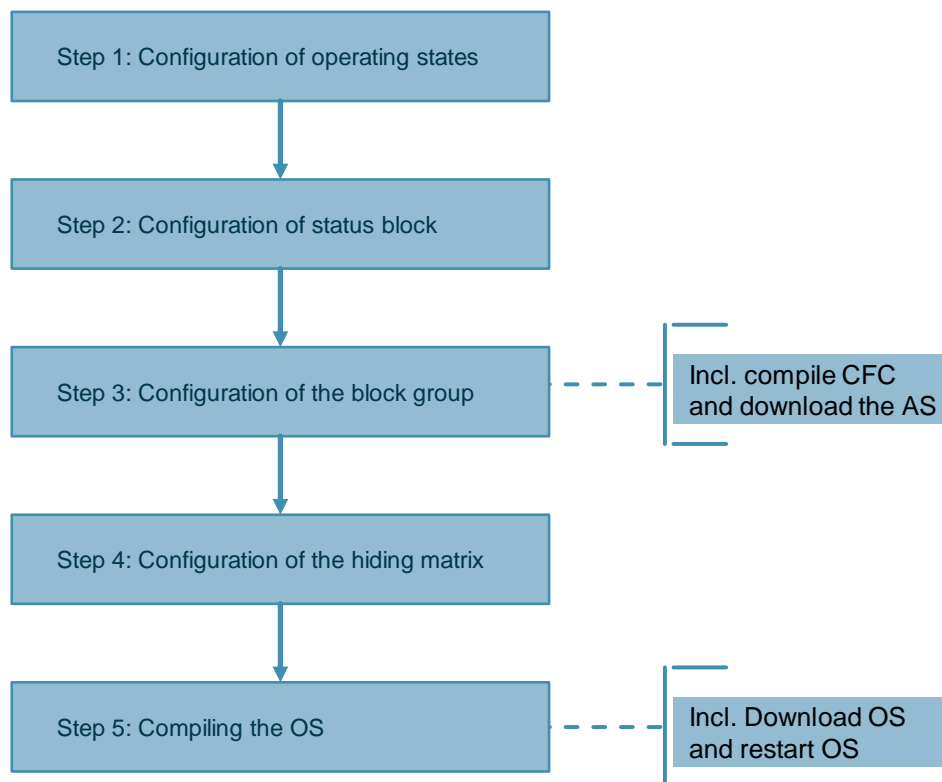 Step 1: Configuration of operating states
Step 2: Configuration of status block
Step 3: Configuration of the block group
Incl. compile CFC
and download the AS
Step 4: Configuration of the hiding matrix
Step 5: Compiling the OS
Incl. Download OS
and restart OS